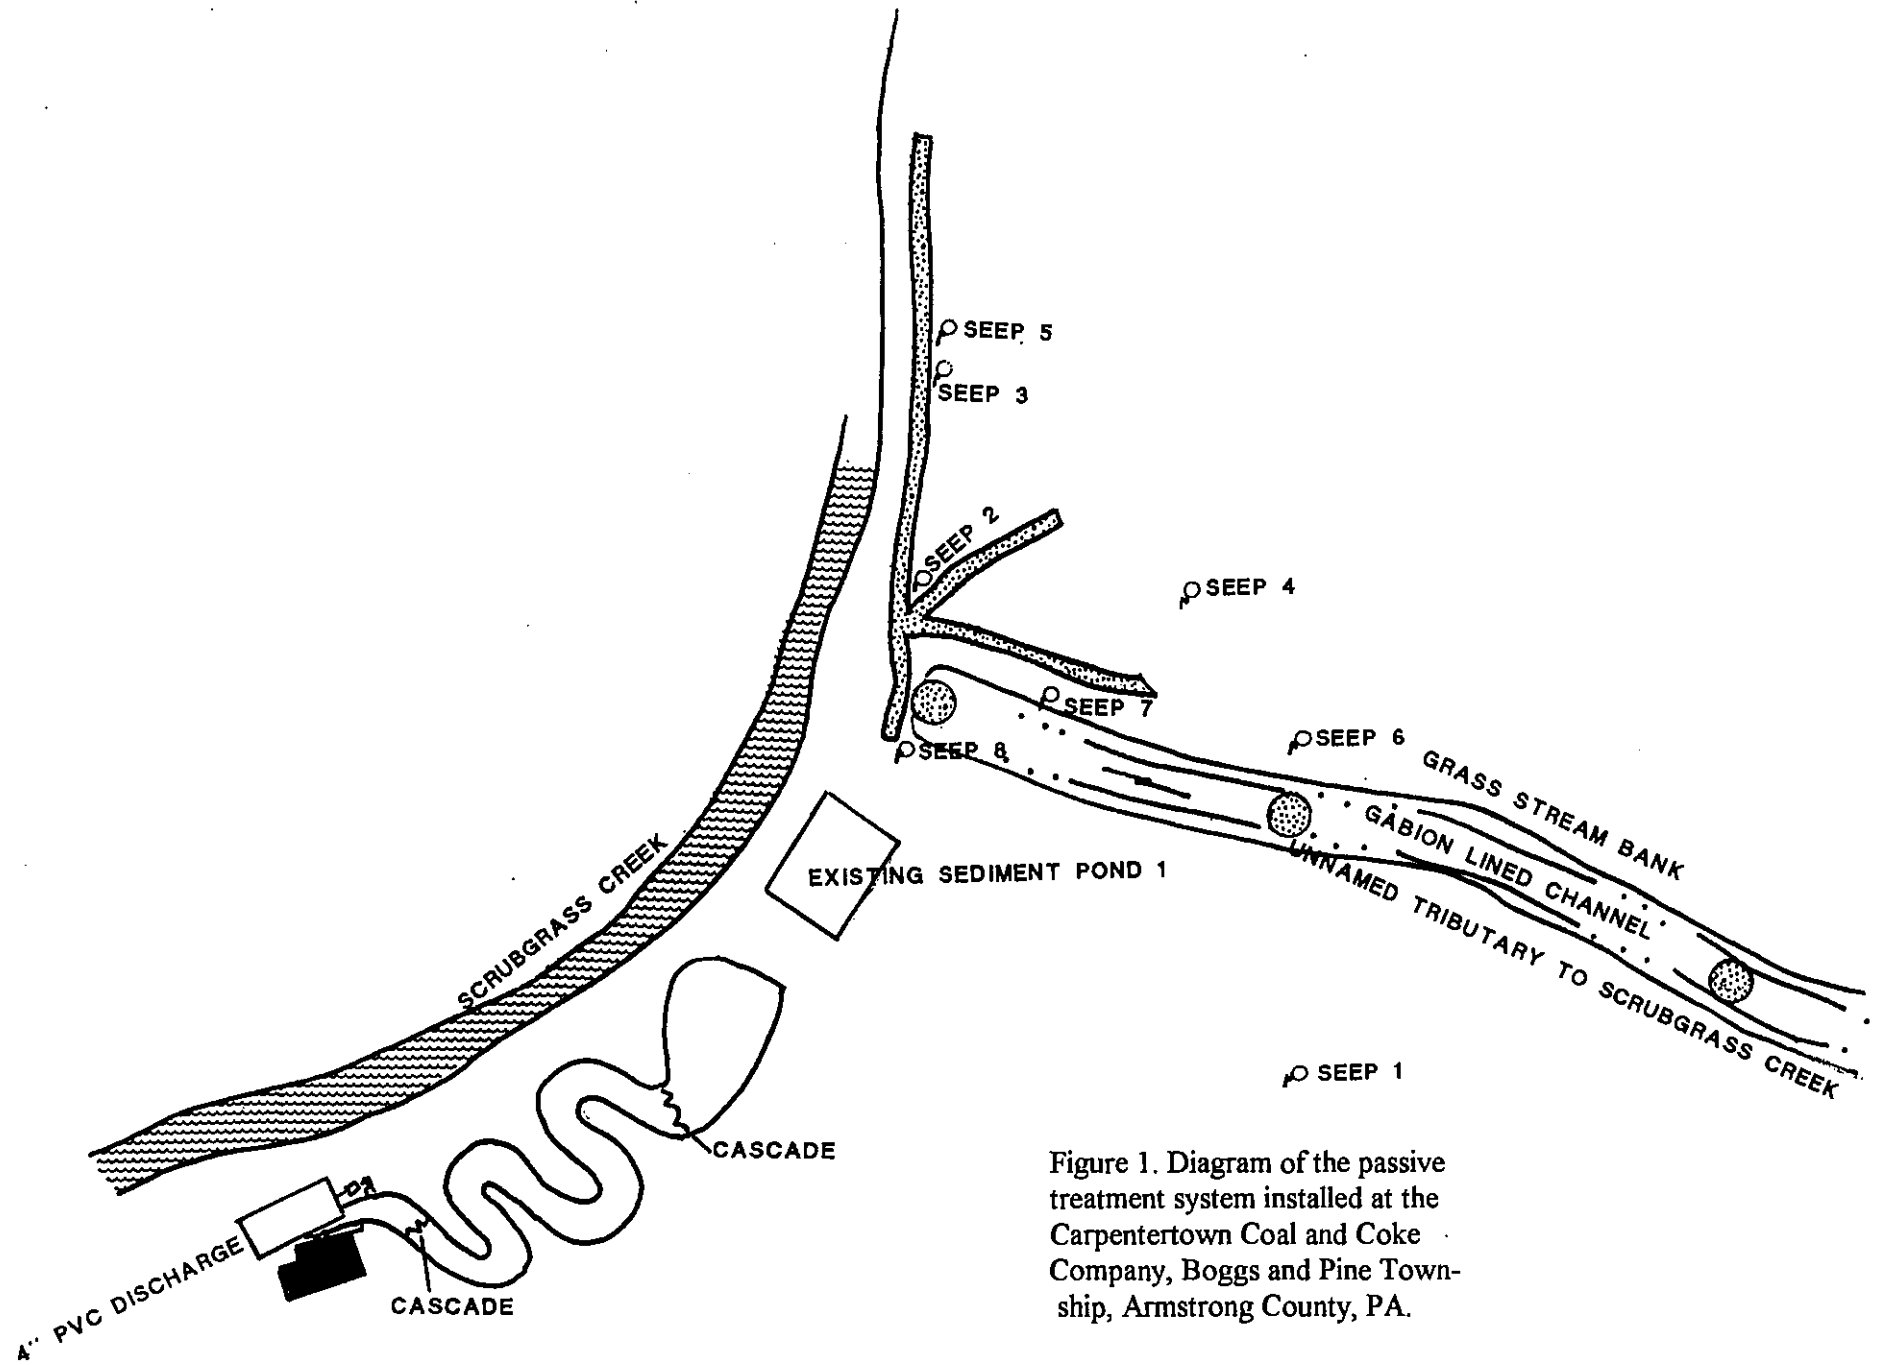 SEEP 5
SEEP 3
SEEP 2
SEEP 4
SEEP 7
SEEP 6
SEEP 8
GRASS STREAM BANK
GABION LINED CHANNEL
UNNAMED TRIBUTARY TO SCRUBGRASS CREEK
SCRUBGRASS CREEK
EXISTING SEDIMENT POND 1
SEEP 1
CASCADE
CASCADE
4" PVC DISCHARGE
Figure 1. Diagram of the passive
treatment system installed at the
Carpentertown Coal and Coke
Company, Boggs and Pine Town-
ship, Armstrong County, PA.